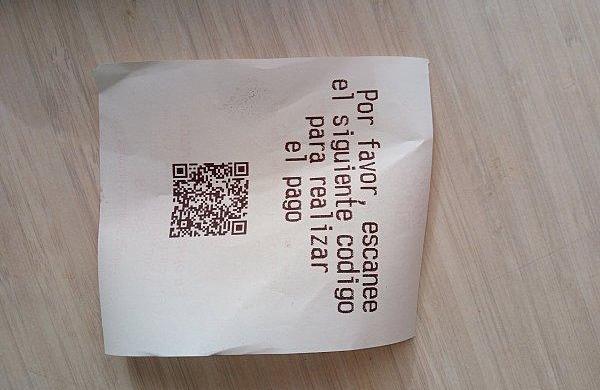 Por favor, escanee
el siguiente codigo
para realizar
el pago